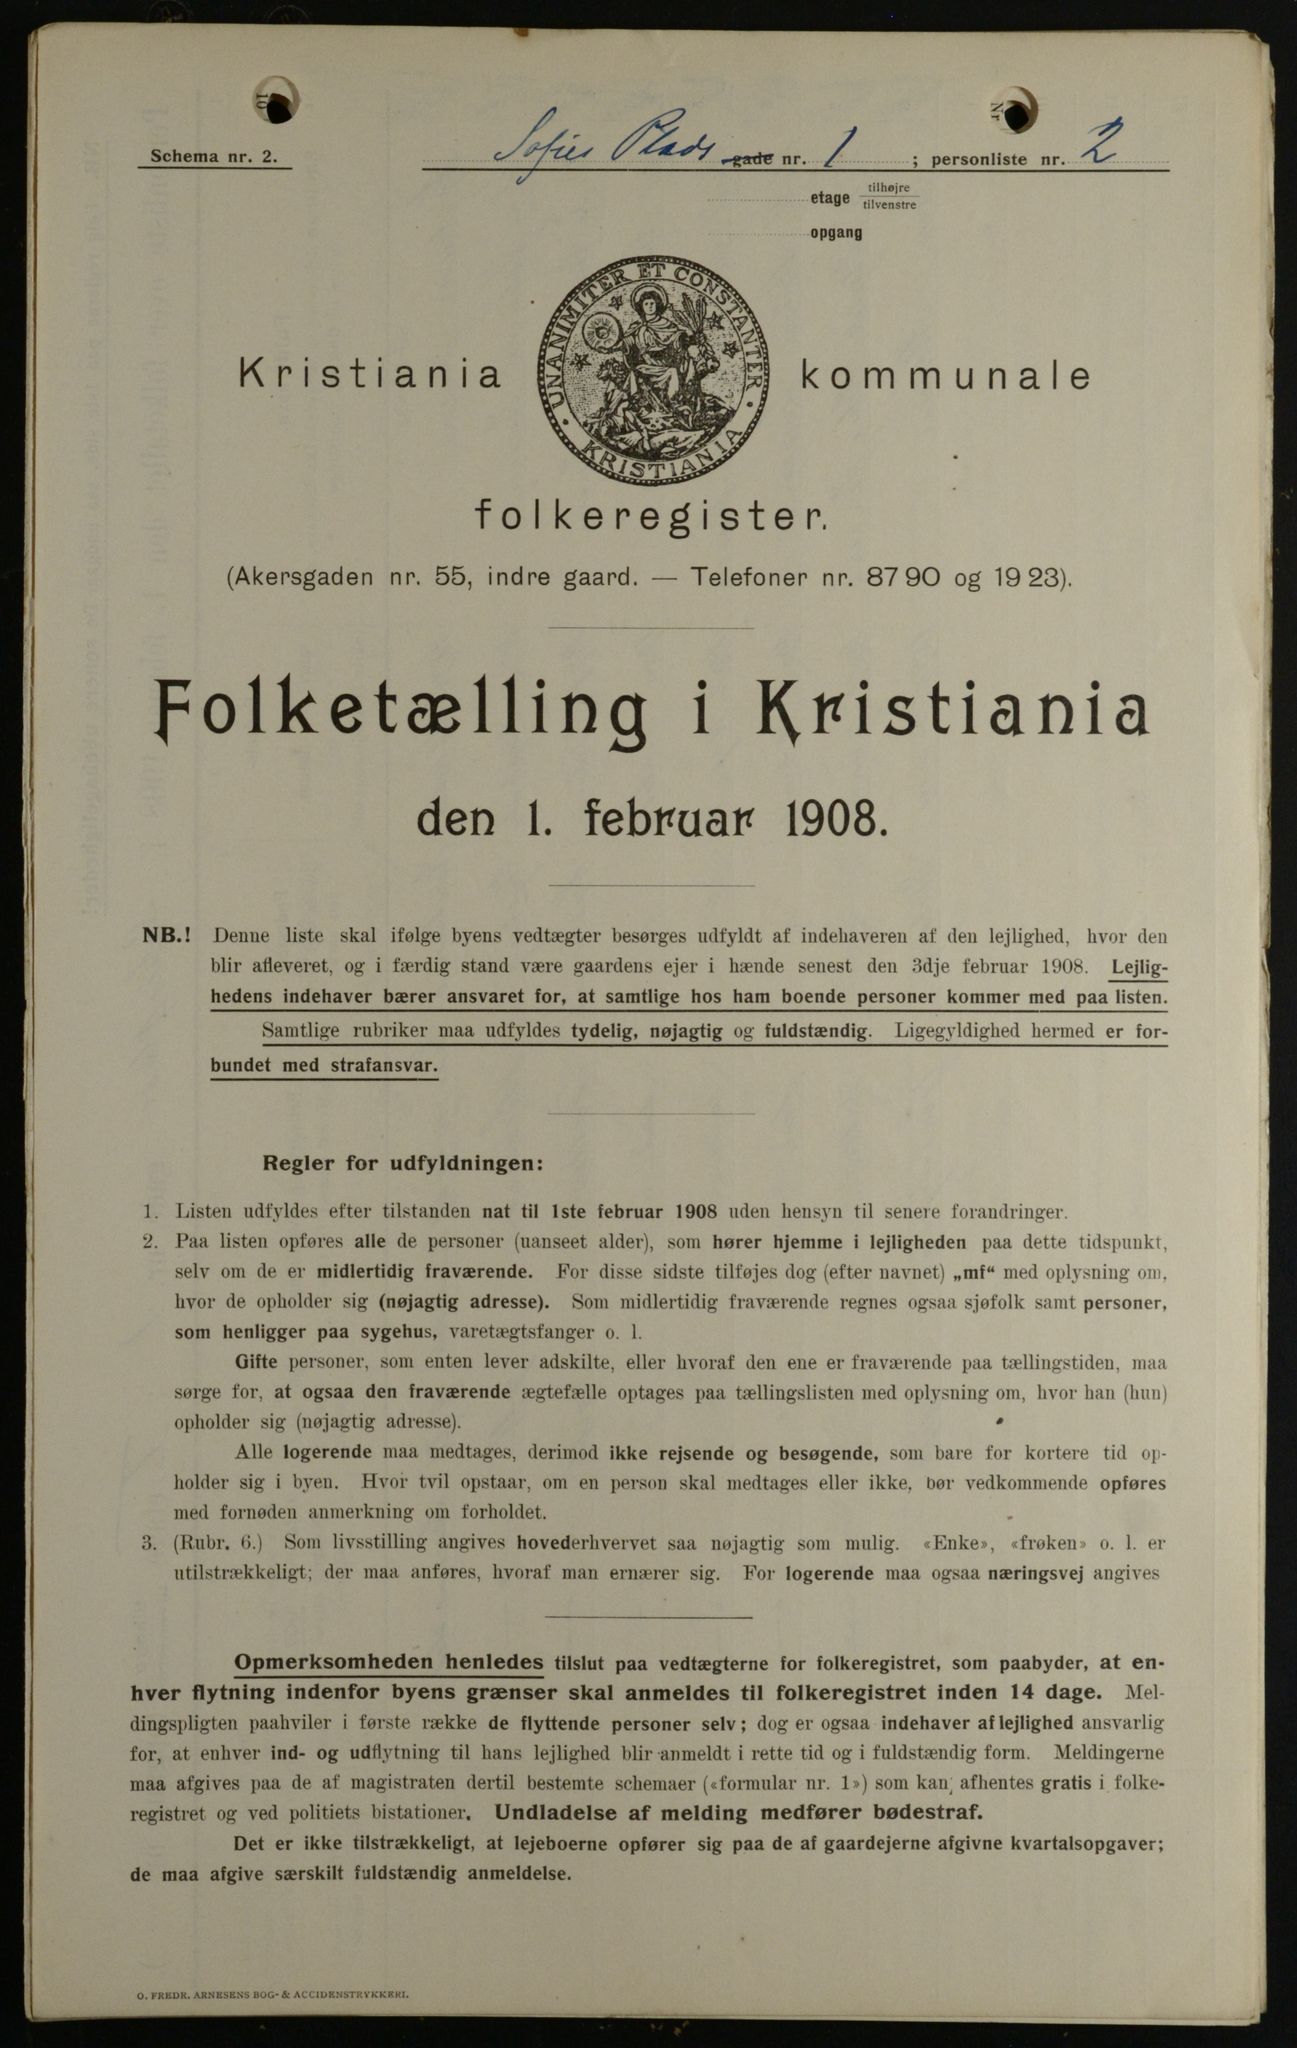 Schema nr. 2.
Sofies Plads gade nr. 1 ; personliste nr. 2
etage tilhøjre
tilvenstre
opgang
UNANIMITER ET CONSTANTER
KRISTIANIA
Kristiania kommunale
folkeregister.
(Akersgaden nr. 55, indre gaard. — Telefoner nr. 87 90 og 19 23).
Folketælling i Kristiania
den 1. februar 1908.
NB.! Denne liste skal ifølge byens vedtægter besørges udfyldt af indehaveren af den lejlighed, hvor den
blir afleveret, og i færdig stand være gaardens ejer i hænde senest den 3dje februar 1908. Lejlig-
hedens indehaver bærer ansvaret for, at samtlige hos ham boende personer kommer med paa listen.
Samtlige rubriker maa udfyldes tydelig, nøjagtig og fuldstændig. Ligegyldighed hermed er for-
bundet med strafansvar.
Regler for udfyldningen:
1. Listen udfyldes efter tilstanden nat til 1ste februar 1908 uden hensyn til senere forandringer.
2. Paa listen opføres alle de personer (uanseet alder), som hører hjemme i lejligheden paa dette tidspunkt,
selv om de er midlertidig fraværende. For disse sidste tilføjes dog (efter navnet) „mf“ med oplysning om,
hvor de opholder sig (nøjagtig adresse). Som midlertidig fraværende regnes ogsaa sjøfolk samt personer,
som henligger paa sygehus, varetægtsfanger o. l.
Gifte personer, som enten lever adskilte, eller hvoraf den ene er fraværende paa tællingstiden, maa
sørge for, at ogsaa den fraværende ægtefælle optages paa tællingslisten med oplysning om, hvor han (hun)
opholder sig (nøjagtig adresse).
Alle logerende maa medtages, derimod ikke rejsende og besøgende, som bare for kortere tid op-
holder sig i byen. Hvor tvil opstaar, om en person skal medtages eller ikke, bør vedkommende opføres
med fornøden anmerkning om forholdet.
3. (Rubr. 6.) Som livsstilling angives hovederhvervet saa nøjagtig som mulig. «Enke», «frøken» o. l. er
utilstrækkeligt; der maa anføres, hvoraf man ernærer sig. For logerende maa ogsaa næringsvej angives
Opmerksomheden henledes tilslut paa vedtægterne for folkeregistret, som paabyder, at en-
hver flytning indenfor byens grænser skal anmeldes til folkeregistret inden 14 dage. Mel-
dingspligten paahviler i første række de flyttende personer selv; dog er ogsaa indehaver af lejlighed ansvarlig
for, at enhver ind- og udflytning til hans lejlighed blir anmeldt i rette tid og i fuldstændig form. Meldingerne
maa afgives paa de af magistraten dertil bestemte schemaer («formular nr. 1») som kan afhentes gratis i folke-
registret og ved politiets bistationer. Undladelse af melding medfører bødestraf.
Det er ikke tilstrækkeligt, at lejeboerne opfører sig paa de af gaardejerne afgivne kvartalsopgaver;
de maa afgive særskilt fuldstændig anmeldelse.
O. FREDR. ARNESENS BOG- & ACCIDENSTRYKKERI.